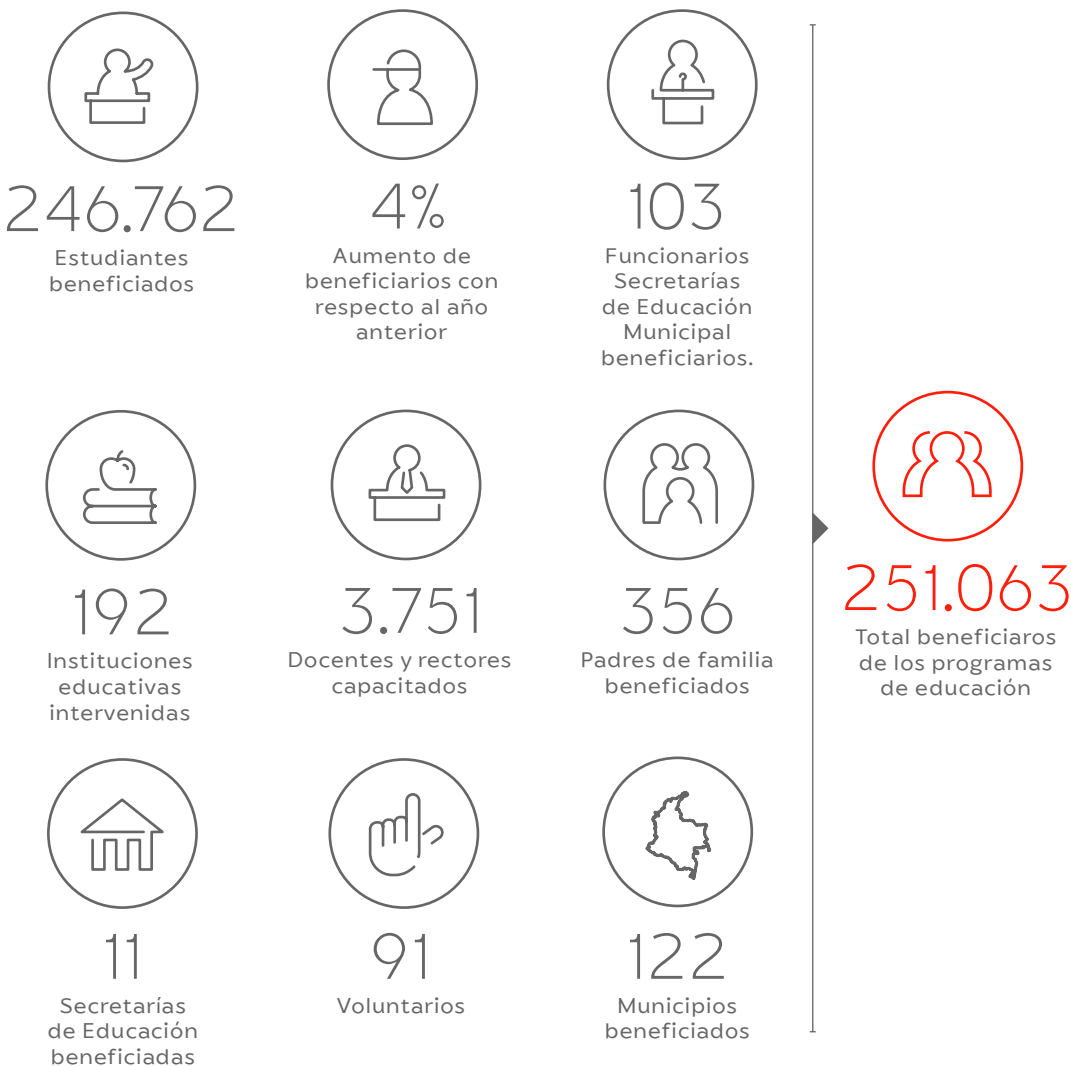 246.762
Estudiantes
beneficiados
4%
Aumento de
beneficiarios con
respecto al año
anterior
103
Funcionarios
Secretarías
de Educación
Municipal
beneficiarios.
192
Instituciones
educativas
intervenidas
3.751
Docentes y rectores
capacitados
356
Padres de familia
beneficiados
11
Secretarías
de Educación
beneficiadas
91
Voluntarios
122
Municipios
beneficiados
251.063
Total beneficiaros
de los programas
de educación